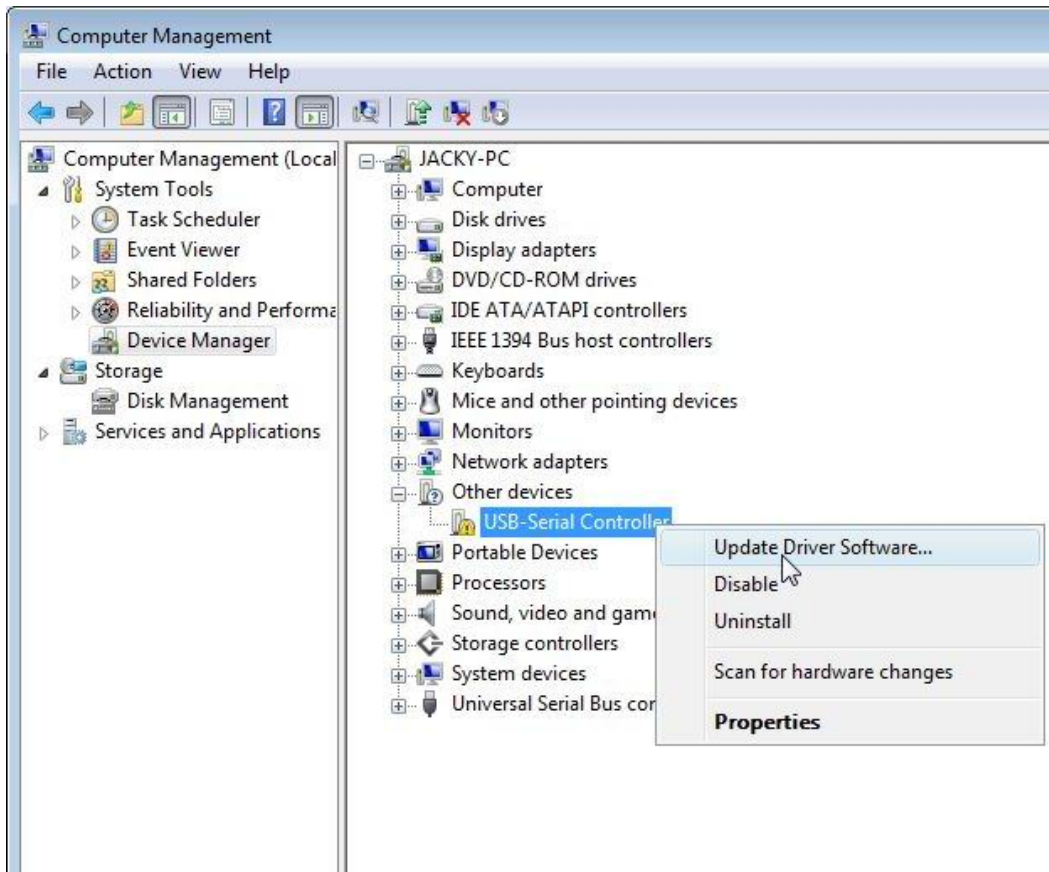 Computer Management
File Action View Help
Computer Management (Local
System Tools
Task Scheduler
Event Viewer
Shared Folders
Reliability and Performa
Device Manager
Storage
Disk Management
Services and Applications
JACKY-PC
Computer
Disk drives
Display adapters
DVD/CD-ROM drives
IDE ATA/ATAPI controllers
IEEE 1394 Bus host controllers
Keyboards
Mice and other pointing devices
Monitors
Network adapters
Other devices
USB-Serial Controller
Portable Devices
Processors
Sound, video and gam
Storage controllers
System devices
Universal Serial Bus cor
Update Driver Software...
Disable
Uninstall
Scan for hardware changes
Properties